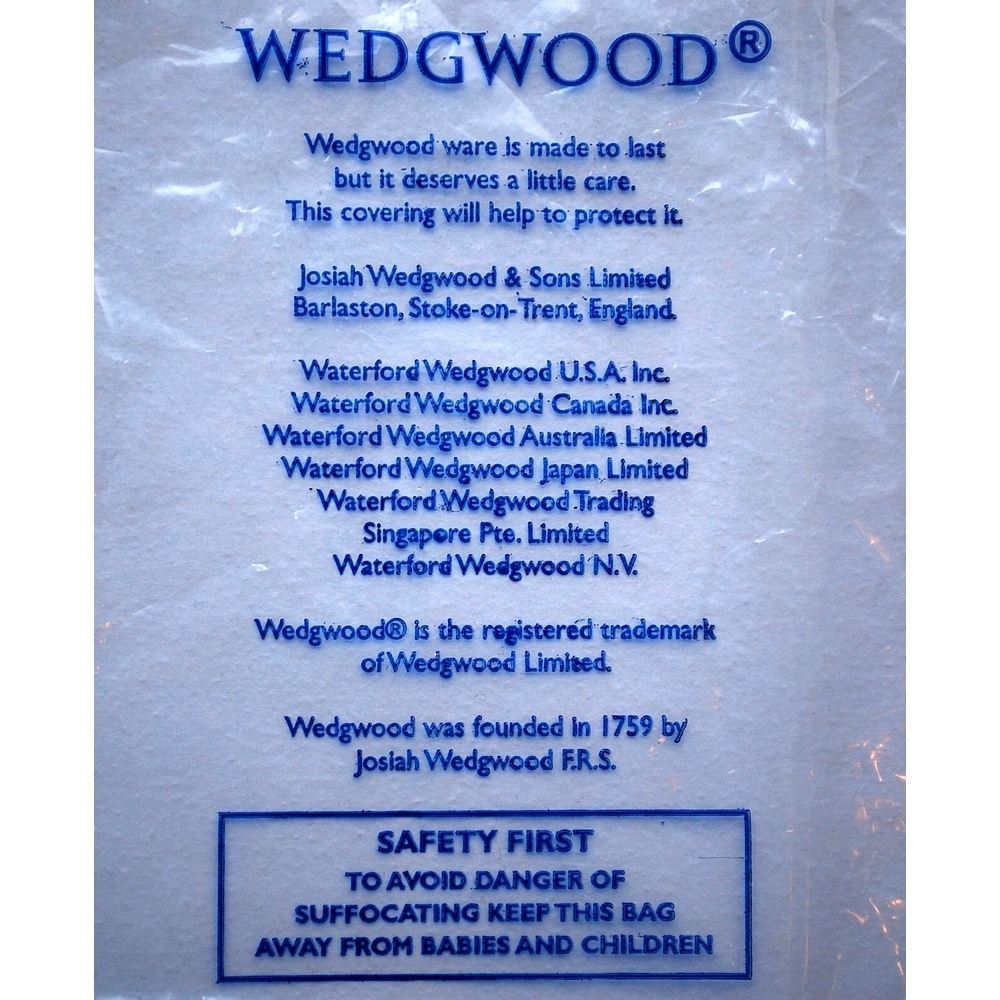 WEDGWOOD®
Wedgwood ware is made to last
but it deserves a little care.
This covering will help to protect it.
Josiah Wedgwood & Sons Limited
Barlaston, Stoke-on-Trent, England.
Waterford Wedgwood U.S.A. Inc.
Waterford Wedgwood Canada Inc.
Waterford Wedgwood Australia Limited
Waterford Wedgwood Japan Limited
Waterford Wedgwood Trading
Singapore Pte. Limited
Waterford Wedgwood N.V.
Wedgwood® is the registered trademark
of Wedgwood Limited.
Wedgwood was founded in 1759 by
Josiah Wedgwood F.R.S.
SAFETY FIRST
TO AVOID DANGER OF
SUFFOCATING KEEP THIS BAG
AWAY FROM BABIES AND CHILDREN